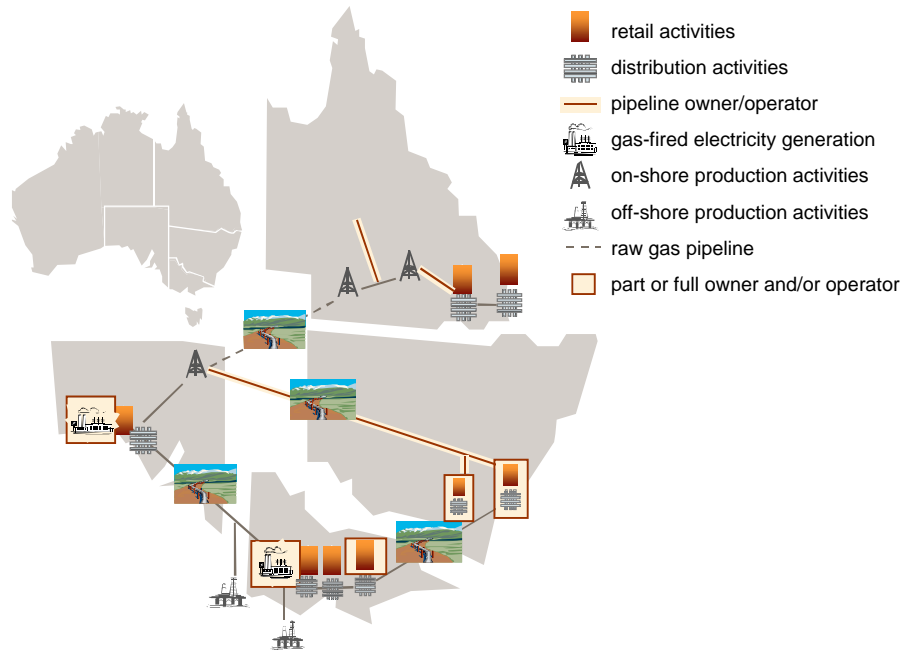 retail activities
distribution activities
pipeline owner/operator
gas-fired electricity generation
on-shore production activities
off-shore production activities
raw gas pipeline
part or full owner and/or operator